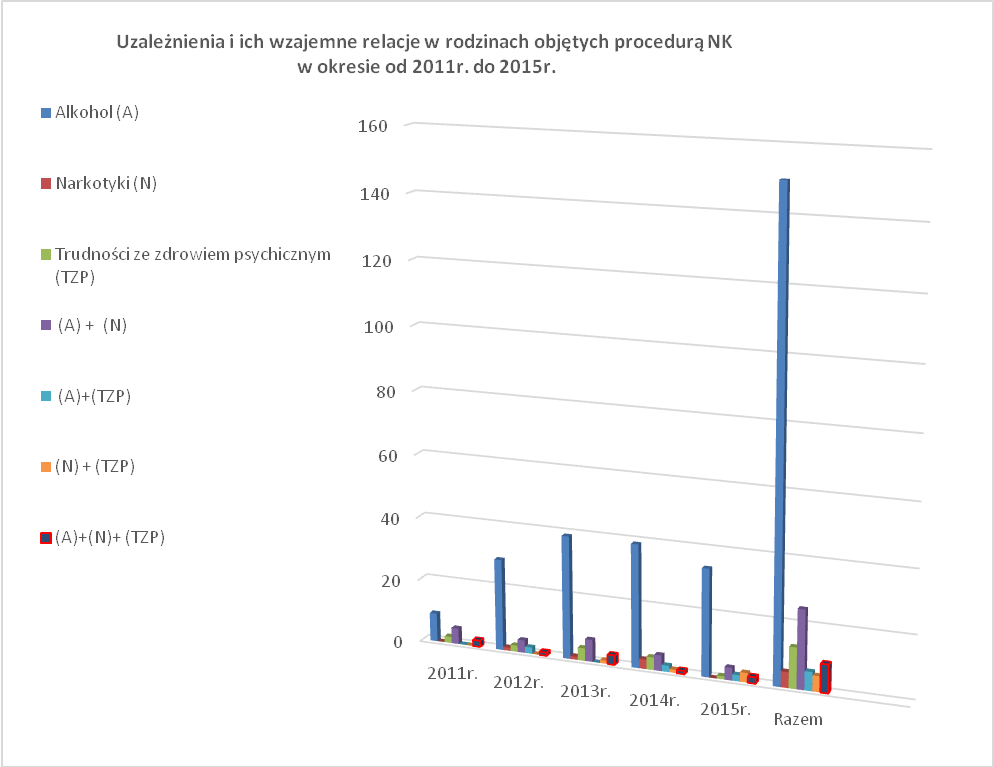 Uzależnienia i ich wzajemne relacje w rodzinach objętych procedurą NK
w okresie od 2011r. do 2015r.
Alkohol (A)
Narkotyki (N)
Trudności ze zdrowiem psychicznym
(TZP)
(A) + (N)
(A)+(TZP)
(N) + (TZP)
(A)+(N)+ (TZP)
160
140
120
100
80
60
40
20
0
2011r.
2012r.
2013r.
2014r.
2015r.
Razem